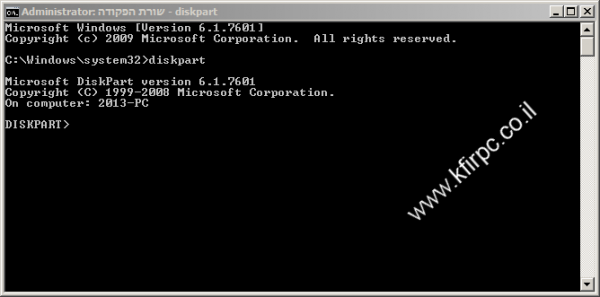 Administrator: שורת הפקודה - diskpart
Microsoft Windows [Version 6.1.7601]
Copyright (c) 2009 Microsoft Corporation.  All rights reserved.
C:\Windows\system32>diskpart
Microsoft DiskPart version 6.1.7601
Copyright (C) 1999-2008 Microsoft Corporation.
On computer: 2013-PC
DISKPART>
www.kfirpc.co.il